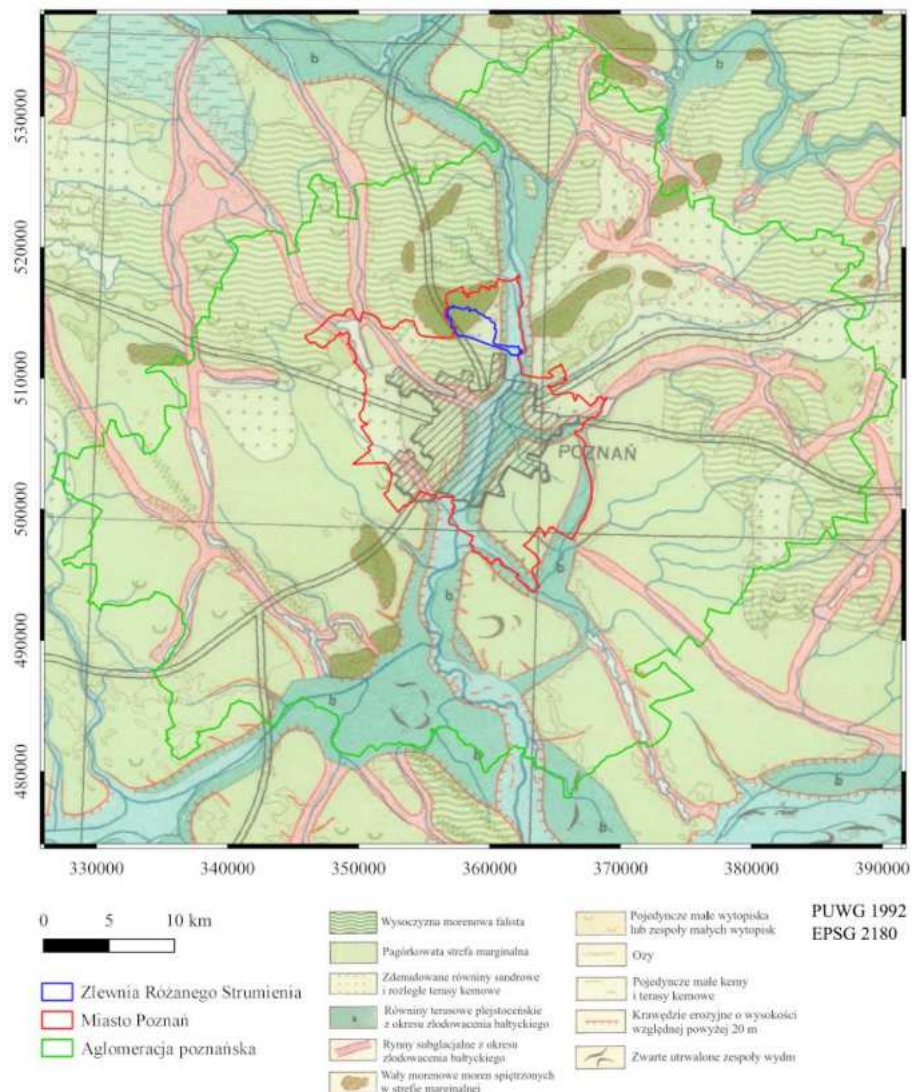 530000
520000
510000
500000
490000
480000
b
b
b
b
b
b
b
POZNAŃ
330000 340000 350000 360000 370000 380000 390000
0 5 10 km
Zlewnia Różanego Strumienia
Miasto Poznań
Aglomeracja poznańska
Wysoczyzna morenowa falista
Pagórkowata strefa marginalna
Zdenudowane równiny sandrowe
i rozległe terasy kemowe
b
Równiny terasowe plejstoceńskie
z okresu zlodowacenia bałtyckiego
Rynny subglacjalne z okresu
zlodowacenia bałtyckiego
Wały morenowe moren spiętrzonych
w strefie marginalnej
Pojedyncze małe wytopiska
lub zespoły małych wytopisk
Ozy
Pojedyncze małe kemy
i terasy kemowe
Krawędzie erozyjne o wysokości
względnej powyżej 20 m
Zwarte utrwalone zespoły wydm
PUWG 1992
EPSG 2180